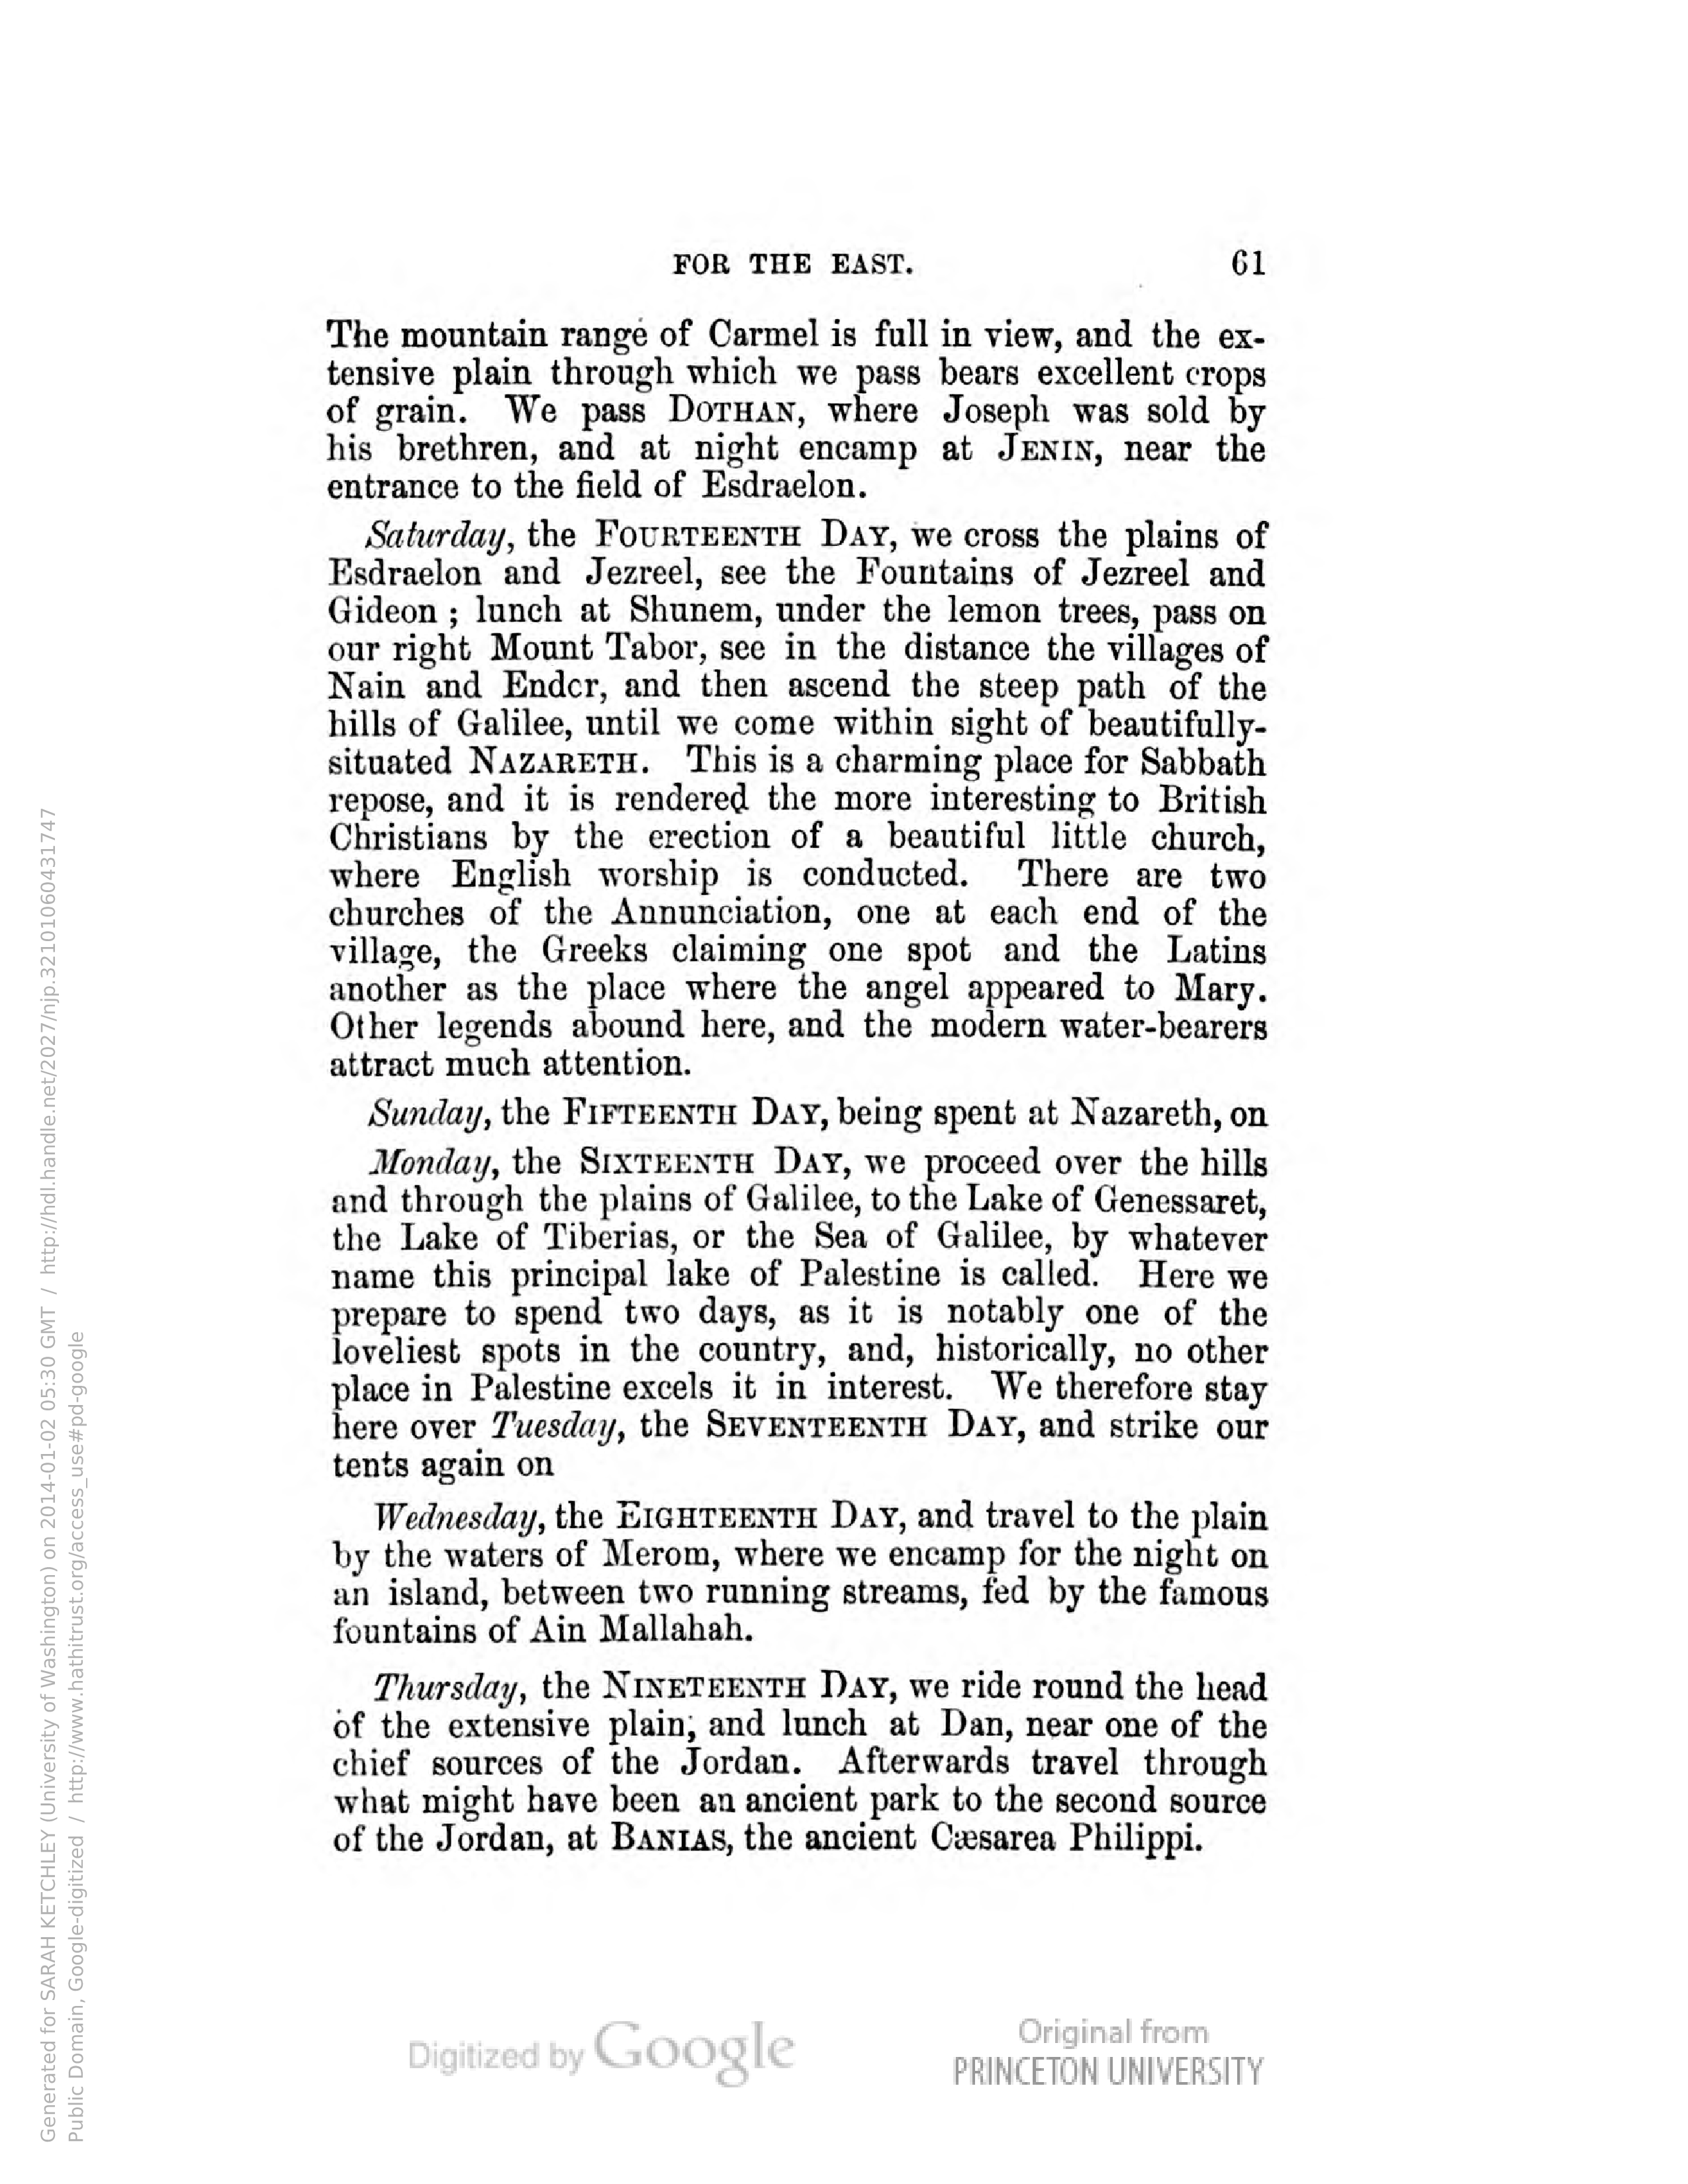 FOR THE EAST. 61
The mountain range of Carmel is full in view, and the ex-
tensive plain through which we pass bears excellent crops
of grain. We pass DOTHAN, where Joseph was sold by
his brethren, and at night encamp at JENIN, near the
entrance to the field of Esdraelon.
Saturday, the FOURTEENTH DAY, we cross the plains of
Esdraelon and Jezreel, see the Fountains of Jezreel and
Gideon ; lunch at Shunem, under the lemon trees, pass on
our right Mount Tabor, see in the distance the villages of
Nain and Endor, and then ascend the steep path of the
hills of Galilee, until we come within sight of beautifully-
situated NAZARETH. This is a charming place for Sabbath
repose, and it is rendered the more interesting to British
Christians by the erection of a beautiful little church,
where English worship is conducted. There are two
churches of the Annunciation, one at each end of the
village, the Greeks claiming one spot and the Latins
another as the place where the angel appeared to Mary.
Other legends abound here, and the modern water-bearers
attract much attention.
Sunday, the FIFTEENTH DAY, being spent at Nazareth, on
Monday, the SIXTEENTH DAY, we proceed over the hills
and through the plains of Galilee, to the Lake of Genessaret,
the Lake of Tiberias, or the Sea of Galilee, by whatever
name this principal lake of Palestine is called. Here we
prepare to spend two days, as it is notably one of the
loveliest spots in the country, and, historically, no other
place in Palestine excels it in interest. We therefore stay
here over Tuesday, the SEVENTEENTH DAY, and strike our
tents again on
Wednesday, the EIGHTEENTH DAY, and travel to the plain
by the waters of Merom, where we encamp for the night on
an island, between two running streams, fed by the famous
fountains of Ain Mallahah.
Thursday, the NINETEENTH DAY, we ride round the head
of the extensive plain, and lunch at Dan, near one of the
chief sources of the Jordan. Afterwards travel through
what might have been an ancient park to the second source
of the Jordan, at BANIAS, the ancient Cæsarea Philippi.
Generated for SARAH KETCHLEY (University of Washington) on 2014-01-02 05:30 GMT / http://hdl.handle.net/2027/njp.32101060431747
Public Domain, Google-digitized / http://www.hathitrust.org/access_use#pd-google
Digitized by Google
Original from
PRINCETON UNIVERSITY